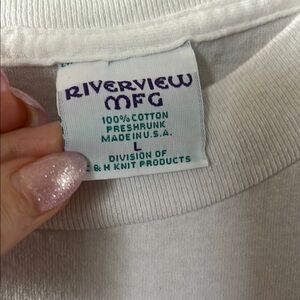 RIVERVIEW
MFG
100% COTTON
PRESHRUNK
MADE IN U.S.A.
L
DIVISION OF
& H KNIT PRODUCTS